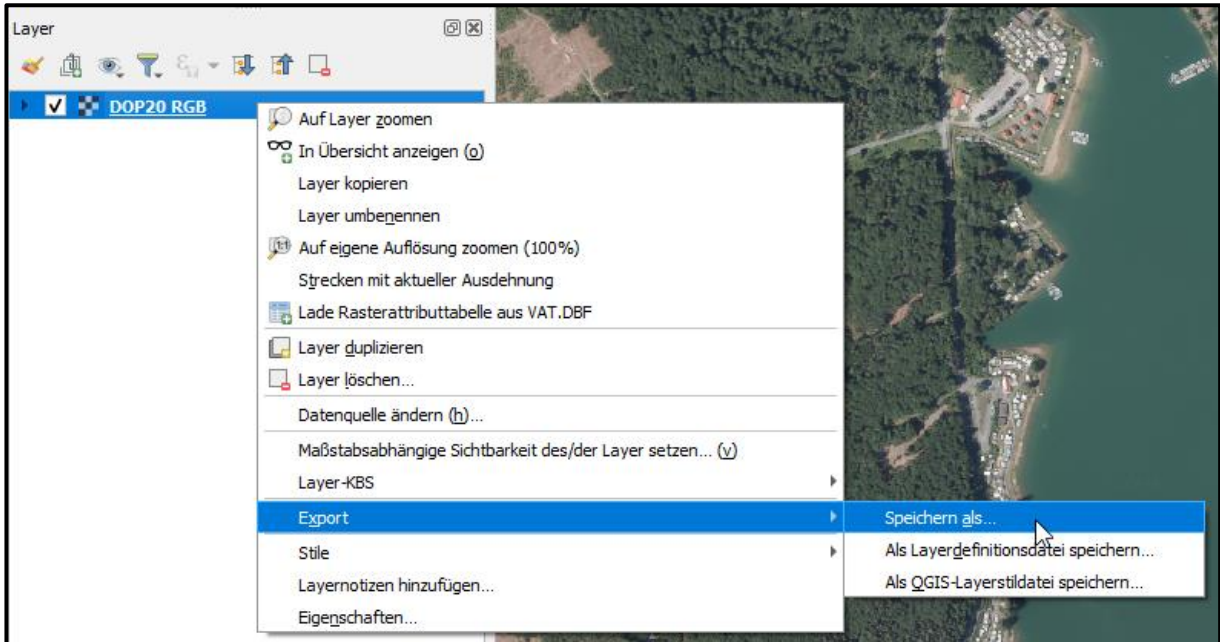 Layer
DOP20 RGB
Auf Layer zoomen
In Übersicht anzeigen (o)
Layer kopieren
Layer umbenennen
Auf eigene Auflösung zoomen (100%)
Strecken mit aktueller Ausdehnung
Lade Rasterattributtabelle aus VAT.DBF
Layer duplizieren
Layer löschen...
Datenquelle ändern (h)...
Maßstabsabhängige Sichtbarkeit des/der Layer setzen... (v)
Layer-KBS
Export
Speichern als...
Stile
Als Layerdefinitionsdatei speichern...
Layernotizen hinzufügen...
Als QGIS-Layerstildatei speichern...
Eigenschaften...